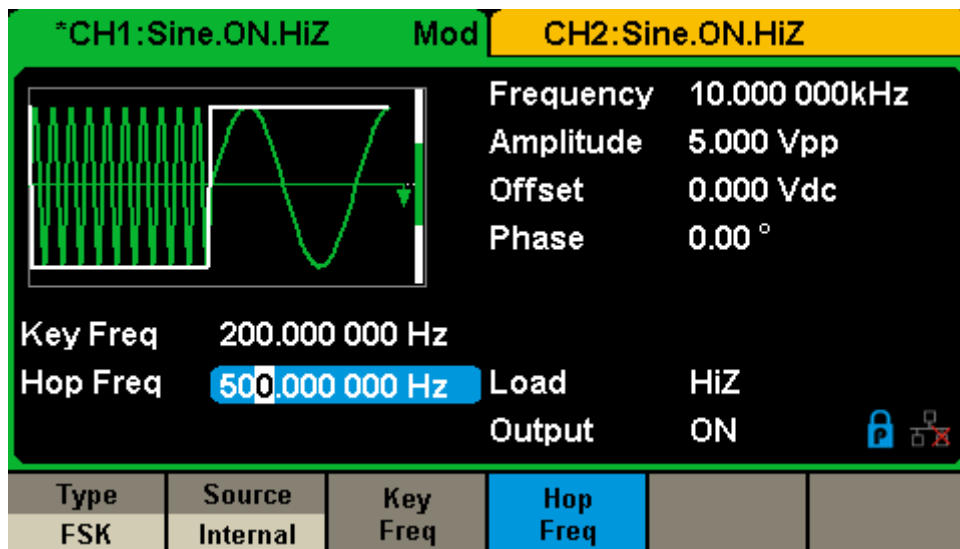 *CH1:Sine.ON.HiZ Mod CH2:Sine.ON.HiZ
Frequency 10.000 000kHz
Amplitude 5.000 Vpp
Offset 0.000 Vdc
Phase 0.00 °
Key Freq 200.000 000 Hz
Hop Freq 500.000 000 Hz
Load HiZ
Output ON
P
Type
FSK
Source
Internal
Key
Freq
Hop
Freq